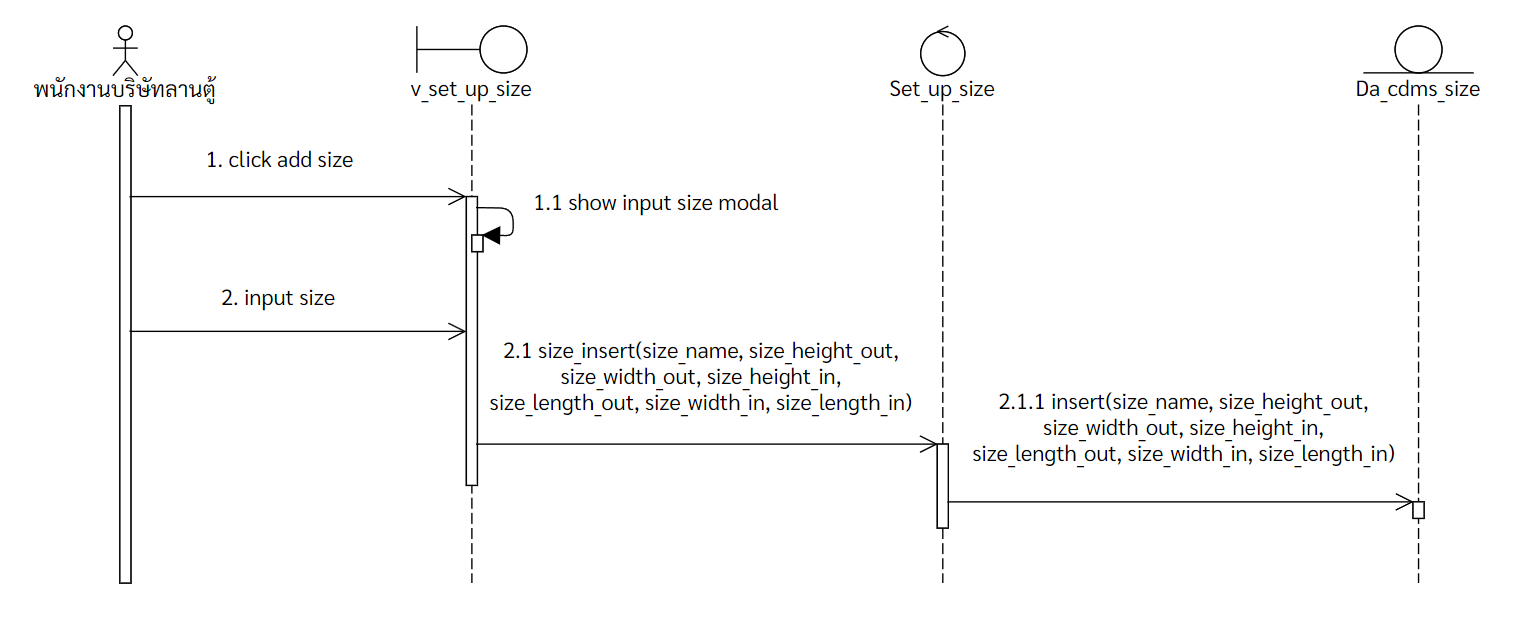 พนักงานบริษัทลานตู้
v_set_up_size
Set_up_size
Da_cdms_size
1. click add size
1.1 show input size modal
2. input size
2.1 size_insert(size_name, size_height_out,
size_width_out, size_height_in,
size_length_out, size_width_in, size_length_in)
2.1.1 insert(size_name, size_height_out,
size_width_out, size_height_in,
size_length_out, size_width_in, size_length_in)